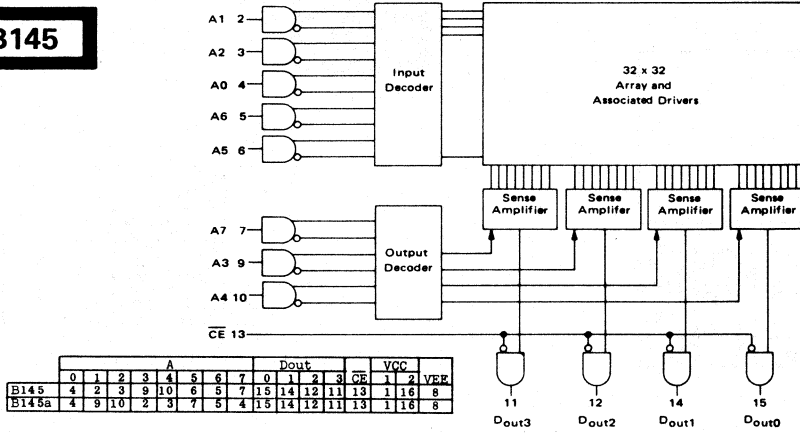 B145
A1 2
A2 3
A0 4
A6 5
A5 6
Input
Decoder
32 x 32
Array and
Associated Drivers
Sense
Amplifier
Sense
Amplifer
Sense
Amplifier
Sense
Amplifier
A7 7
A3 9
A4 10
Output
Decoder
CE 13
11
Dout3
12
Dout2
14
Dout1
15
Dout0
A Dout CE VCC VEE
0 1 2 3 4 5 6 7 0 1 2 3 1 2
B145 4 2 3 9 10 6 5 7 15 14 12 11 13 1 16 8
B145a 4 9 10 2 3 7 5 4 15 14 12 11 13 1 16 8